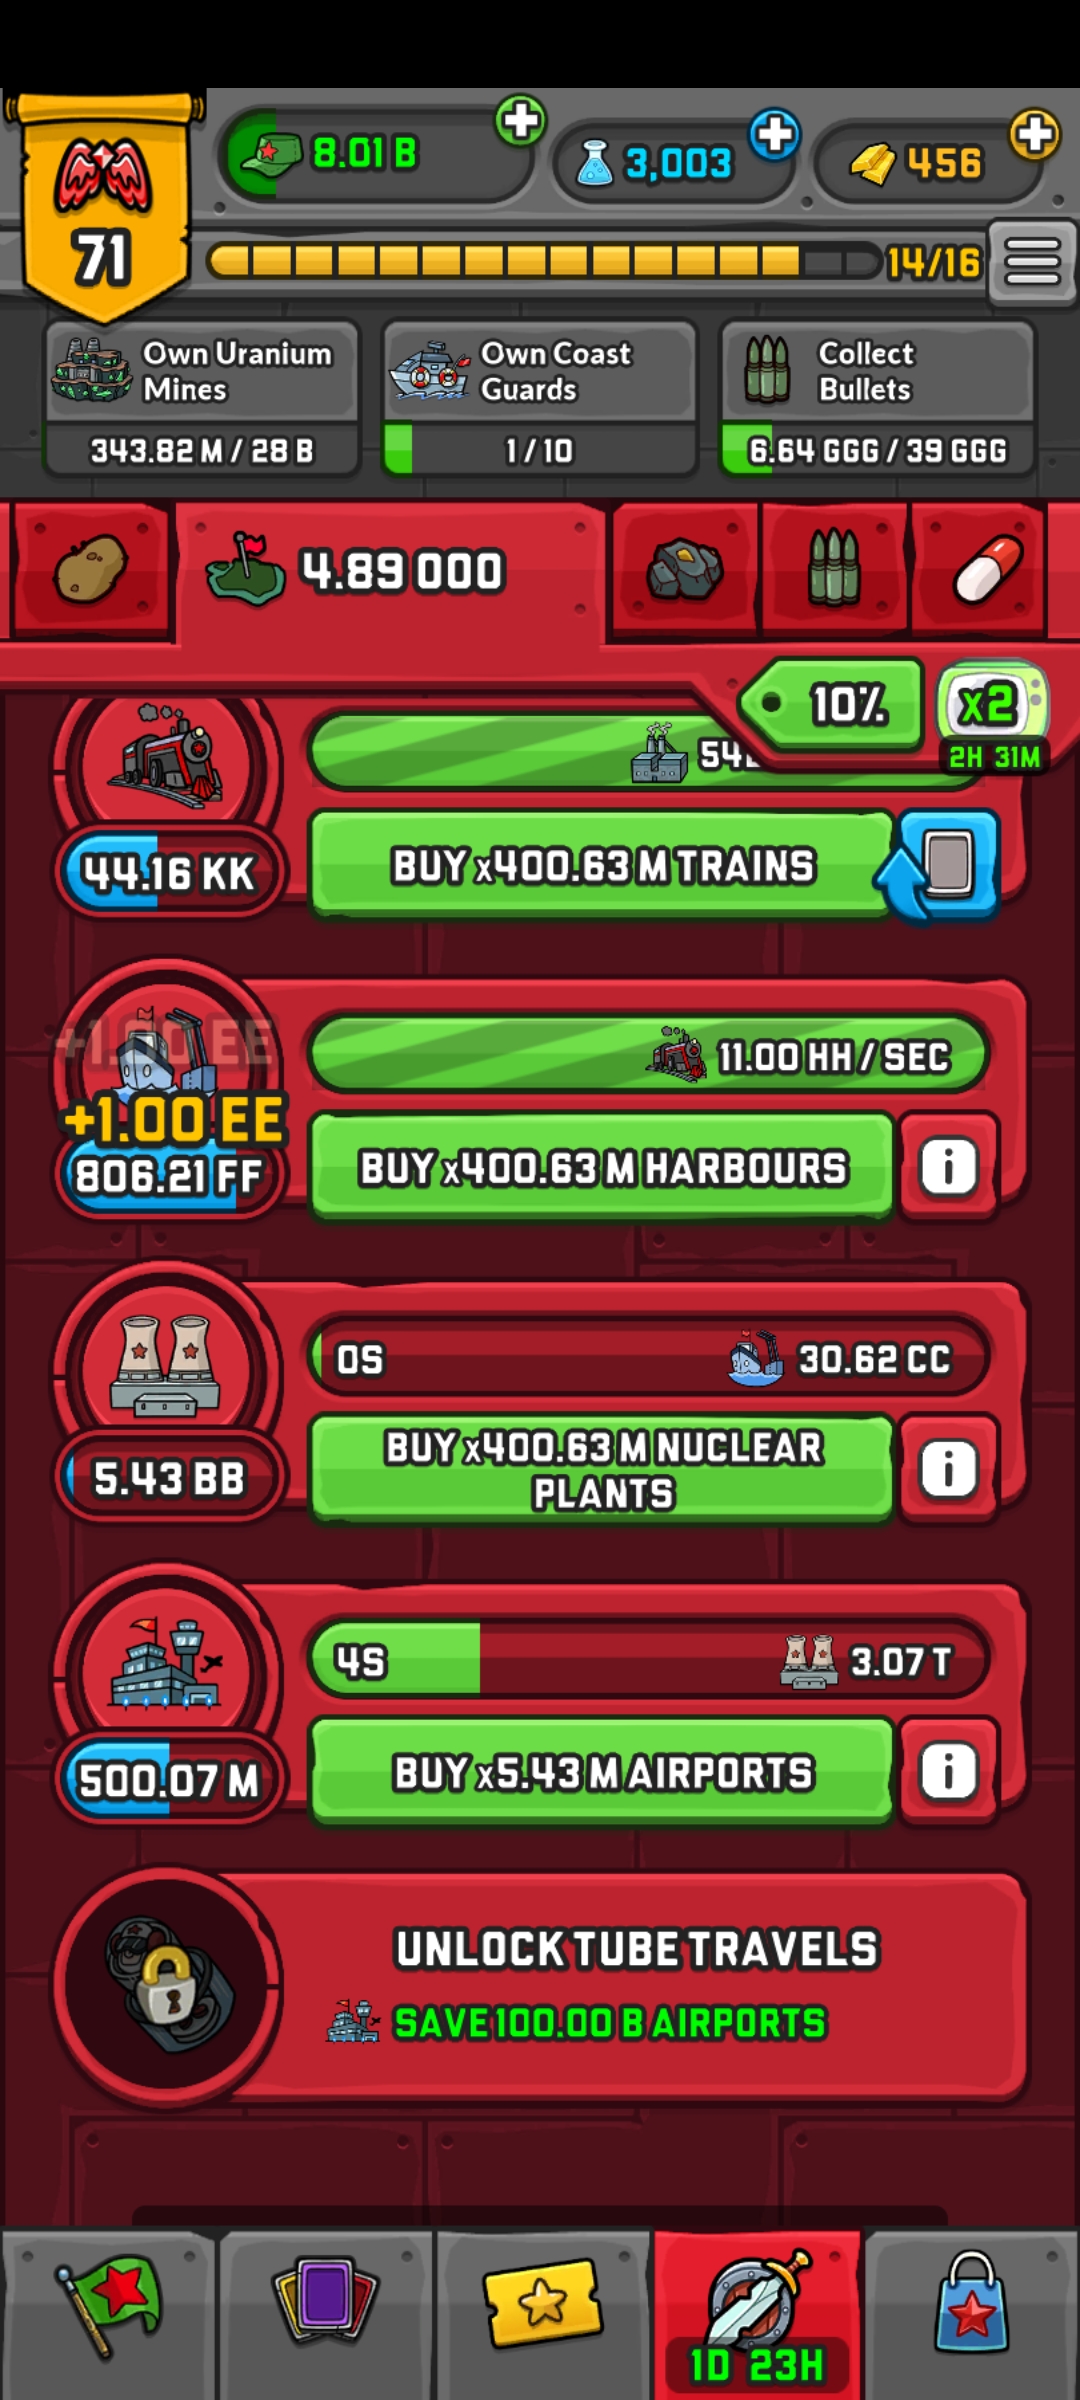 8.01 B
3,003
456
71
14/16
Own Uranium
Mines
343.82 M / 28 B
Own Coast
Guards
1 / 10
Collect
Bullets
6.64 GGG / 39 GGG
4.89 OOO
10%
x2
2H 31M
44.16 KK
BUY x400.63 M TRAINS
+1.00 EE
+1.00 EE
806.21 FF
11.00 HH / SEC
BUY x400.63 M HARBOURS
i
0S
30.62 CC
5.43 BB
BUY x400.63 M NUCLEAR
PLANTS
i
4S
3.07 T
500.07 M
BUY x5.43 M AIRPORTS
i
UNLOCK TUBE TRAVELS
SAVE 100.00 B AIRPORTS
1D 23H